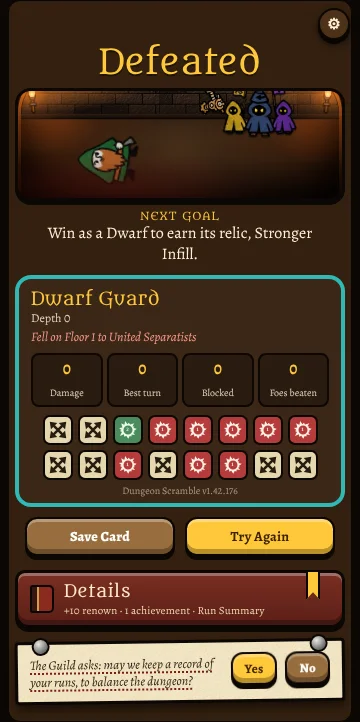 Defeated
NEXT GOAL
Win as a Dwarf to earn its relic, Stronger
Infill.
Dwarf Guard
Depth 0
Fell on Floor 1 to United Separatists
0 0 0 0
Damage Best turn Blocked Foes beaten
Dungeon Scramble v1.42.176
Save Card Try Again
Details
+10 renown · 1 achievement · Run Summary
The Guild asks: may we keep a record of
your runs, to balance the dungeon?
Yes No